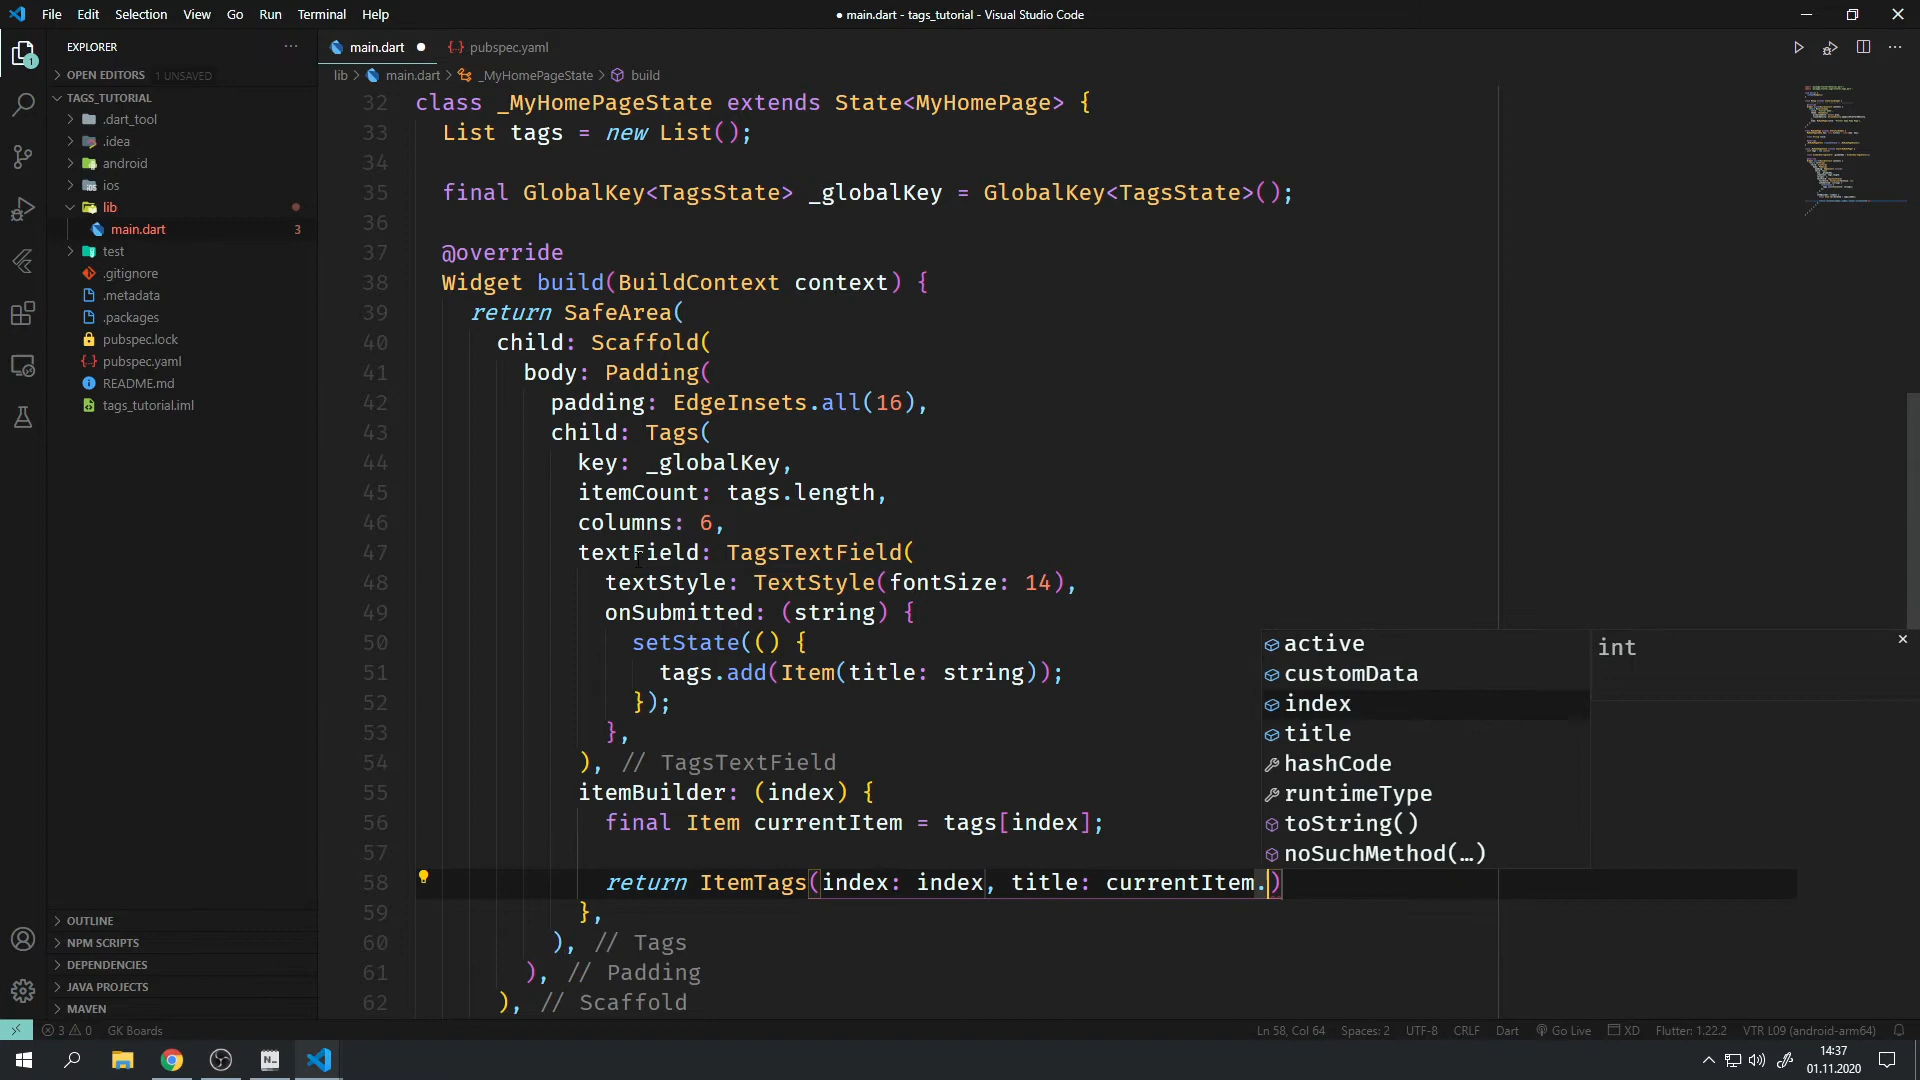 File Edit Selection View Go Run Terminal Help
● main.dart - tags_tutorial - Visual Studio Code
EXPLORER
OPEN EDITORS 1 UNSAVED
TAGS_TUTORIAL
.dart_tool
.idea
android
ios
lib
main.dart 3
test
.gitignore
.metadata
.packages
pubspec.lock
pubspec.yaml
README.md
tags_tutorial.iml
OUTLINE
NPM SCRIPTS
DEPENDENCIES
JAVA PROJECTS
MAVEN
1
main.dart ● {·} pubspec.yaml
lib > main.dart > _MyHomePageState > build
32 class _MyHomePageState extends State<MyHomePage> {
33 List tags = new List();
34
35 final GlobalKey<TagsState> _globalKey = GlobalKey<TagsState>();
36
37 @override
38 Widget build(BuildContext context) {
39 return SafeArea(
40 child: Scaffold(
41 body: Padding(
42 padding: EdgeInsets.all(16),
43 child: Tags(
44 key: _globalKey,
45 itemCount: tags.length,
46 columns: 6,
47 textField: TagsTextField(
48 textStyle: TextStyle(fontSize: 14),
49 onSubmitted: (string) {
50 setState(() {
51 tags.add(Item(title: string));
52 });
53 },
54 ), // TagsTextField
55 itemBuilder: (index) {
56 final Item currentItem = tags[index];
57
58 return ItemTags(index: index, title: currentItem.)
59 },
60 ), // Tags
61 ), // Padding
62 ), // Scaffold
active
customData
index
title
hashCode
runtimeType
toString()
noSuchMethod(…)
int
3 0 GK Boards
Ln 58, Col 64 Spaces: 2 UTF-8 CRLF Dart Go Live XD Flutter: 1.22.2 VTR L09 (android-arm64)
14:37
01.11.2020